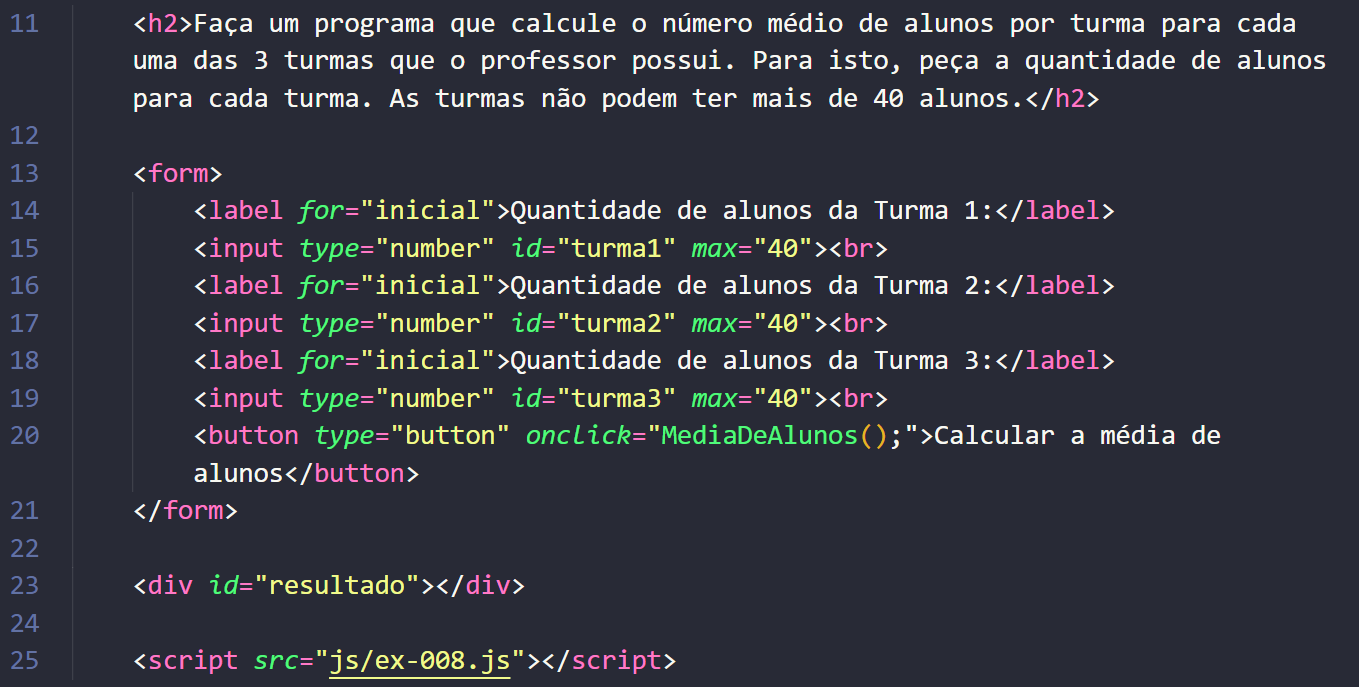 11 <h2>Faça um programa que calcule o número médio de alunos por turma para cada
uma das 3 turmas que o professor possui. Para isto, peça a quantidade de alunos
para cada turma. As turmas não podem ter mais de 40 alunos.</h2>
12
13 <form>
14 <label for="inicial">Quantidade de alunos da Turma 1:</label>
15 <input type="number" id="turma1" max="40"><br>
16 <label for="inicial">Quantidade de alunos da Turma 2:</label>
17 <input type="number" id="turma2" max="40"><br>
18 <label for="inicial">Quantidade de alunos da Turma 3:</label>
19 <input type="number" id="turma3" max="40"><br>
20 <button type="button" onclick="MediaDeAlunos();">Calcular a média de
alunos</button>
21 </form>
22
23 <div id="resultado"></div>
24
25 <script src="js/ex-008.js"></script>